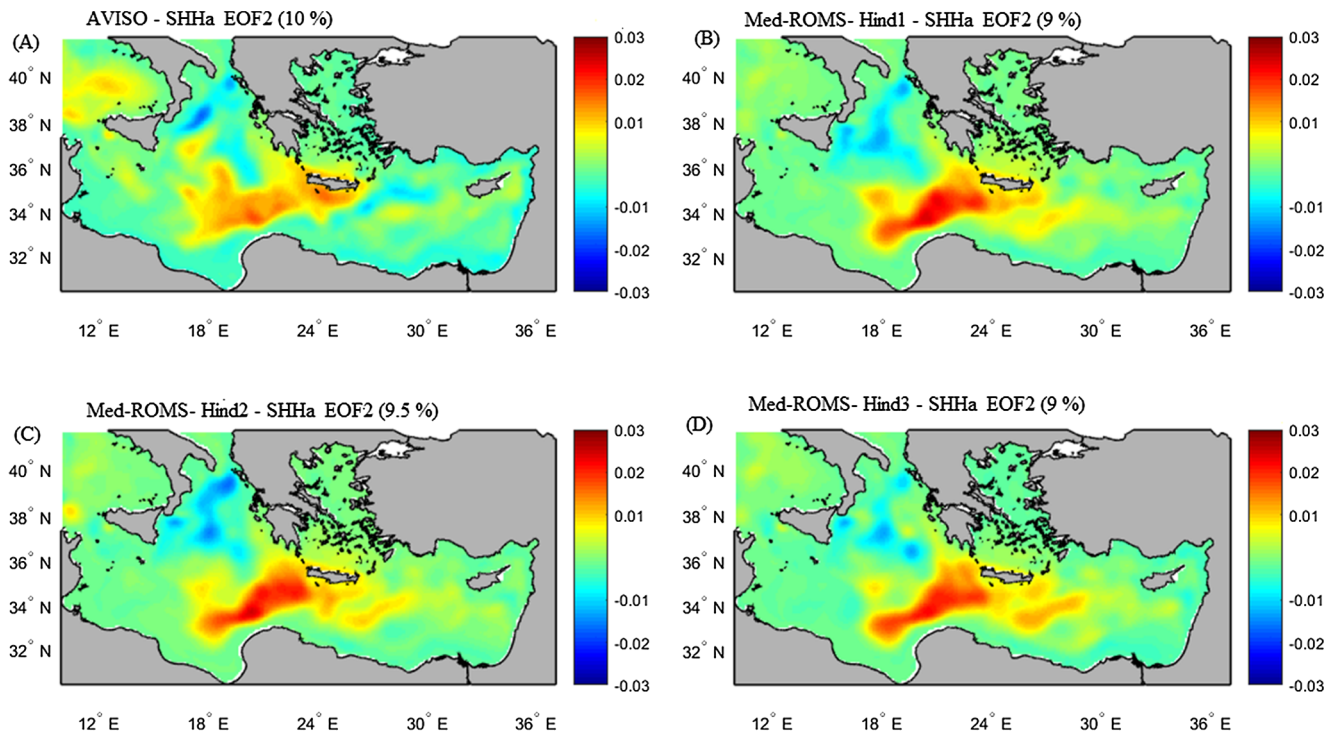 AVISO - SHHa EOF2 (10 %)
(A)
40° N
38° N
36° N
34° N
32° N
12° E
18° E
24° E
30° E
36° E
0.03
0.02
0.01
-0.01
-0.02
-0.03
Med-ROMS- Hind1 - SHHa EOF2 (9 %)
(B)
40° N
38° N
36° N
34° N
32° N
12° E
18° E
24° E
30° E
36° E
0.03
0.02
0.01
-0.01
-0.02
-0.03
Med-ROMS- Hind2 - SHHa EOF2 (9.5 %)
(C)
40° N
38° N
36° N
34° N
32° N
12° E
18° E
24° E
30° E
36° E
0.03
0.02
0.01
-0.01
-0.02
-0.03
Med-ROMS- Hind3 - SHHa EOF2 (9 %)
(D)
40° N
38° N
36° N
34° N
32° N
12° E
18° E
24° E
30° E
36° E
0.03
0.02
0.01
-0.01
-0.02
-0.03